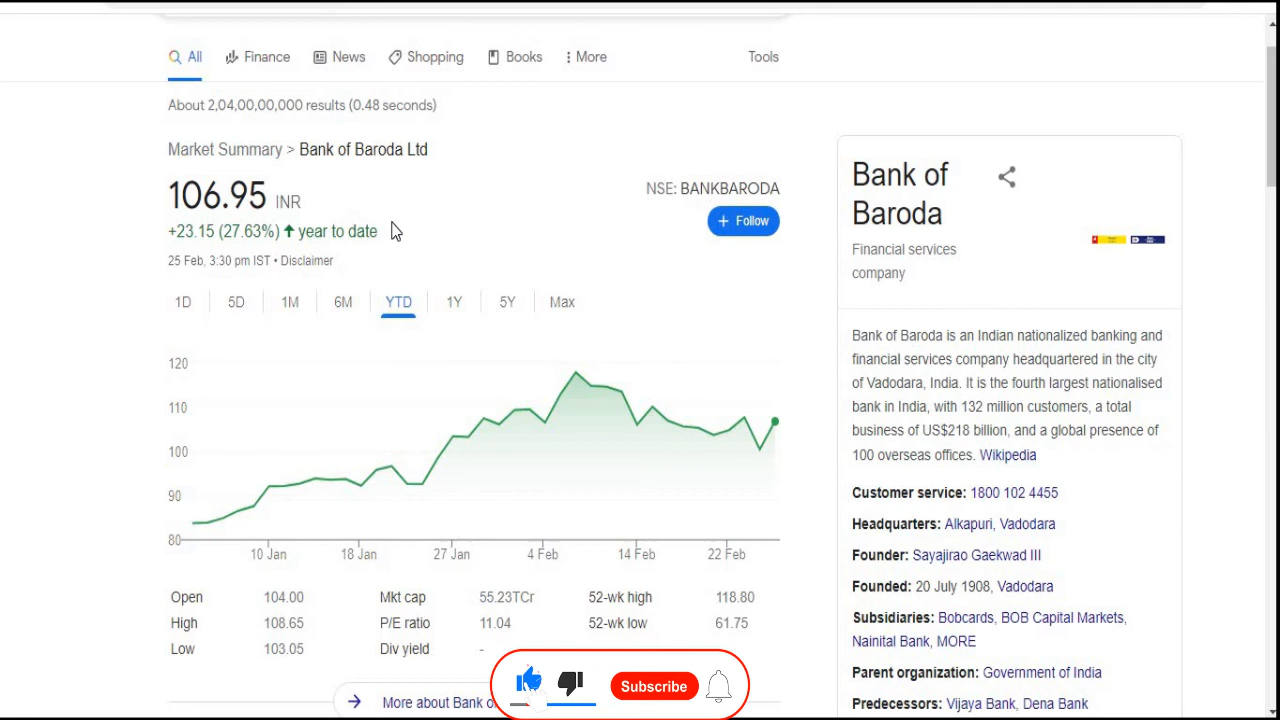 All Finance News Shopping Books More Tools
About 2,04,00,00,000 results (0.48 seconds)
Market Summary > Bank of Baroda Ltd
106.95 INR
+23.15 (27.63%) year to date
25 Feb, 3:30 pm IST • Disclaimer
NSE: BANKBARODA
+ Follow
1D 5D 1M 6M YTD 1Y 5Y Max
120
110
100
90
80
10 Jan 18 Jan 27 Jan 4 Feb 14 Feb 22 Feb
Open 104.00 Mkt cap 55.23TCr 52-wk high 118.80
High 108.65 P/E ratio 11.04 52-wk low 61.75
Low 103.05 Div yield -
More about Bank o
Subscribe
Bank of
Baroda
Financial services
company
Bank of Baroda is an Indian nationalized banking and
financial services company headquartered in the city
of Vadodara, India. It is the fourth largest nationalised
bank in India, with 132 million customers, a total
business of US$218 billion, and a global presence of
100 overseas offices. Wikipedia
Customer service: 1800 102 4455
Headquarters: Alkapuri, Vadodara
Founder: Sayajirao Gaekwad III
Founded: 20 July 1908, Vadodara
Subsidiaries: Bobcards, BOB Capital Markets,
Nainital Bank, MORE
Parent organization: Government of India
Predecessors: Vijaya Bank, Dena Bank